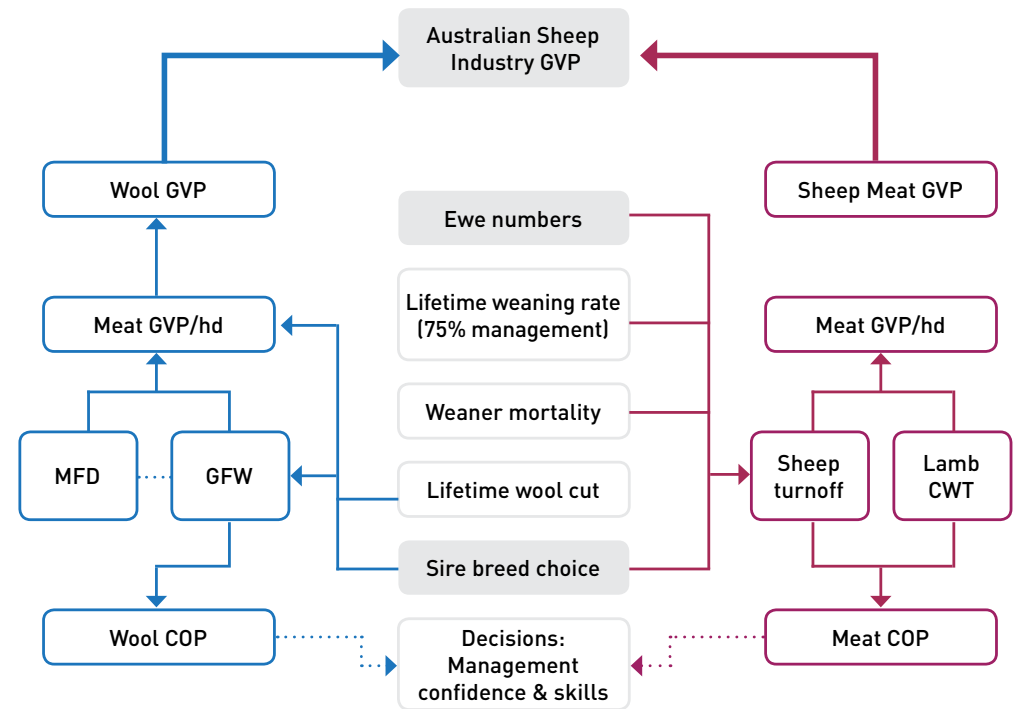 Australian Sheep
Industry GVP
Wool GVP
Sheep Meat GVP
Ewe numbers
Lifetime weaning rate
(75% management)
Meat GVP/hd
Meat GVP/hd
Weaner mortality
MFD
GFW
Lifetime wool cut
Sheep
turnoff
Lamb
CWT
Sire breed choice
Wool COP
Decisions:
Management
confidence & skills
Meat COP